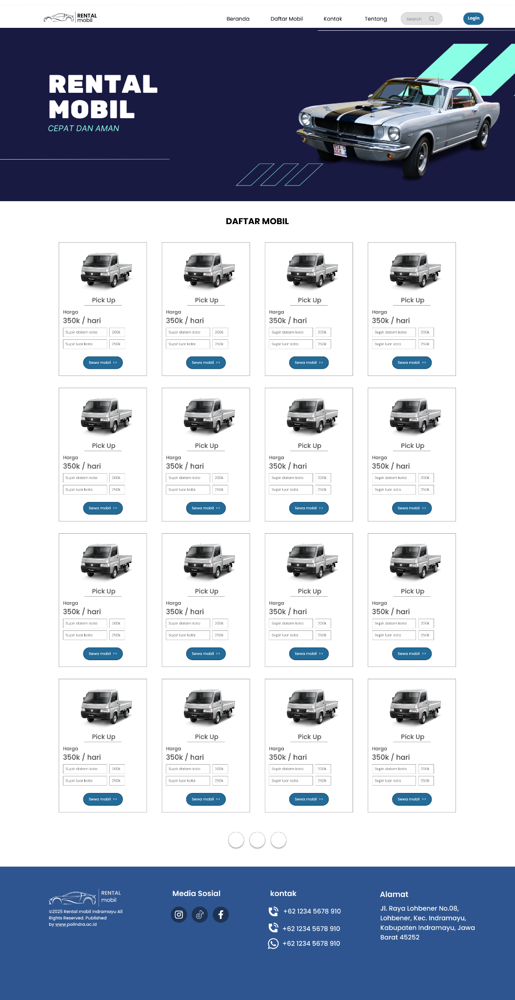 RENTAL
mobil
Beranda
Daftar Mobil
Kontak
Tentang
Search
Login
RENTAL
MOBIL
CEPAT DAN AMAN
DAFTAR MOBIL
Pick Up
Harga
350k / hari
Supir dalam kota 200k
Supir luar kota 250k
Sewa mobil >>
Pick Up
Harga
350k / hari
Supir dalam kota 200k
Supir luar kota 250k
Sewa mobil >>
Pick Up
Harga
350k / hari
Supir dalam kota 200k
Supir luar kota 250k
Sewa mobil >>
Pick Up
Harga
350k / hari
Supir dalam kota 200k
Supir luar kota 250k
Sewa mobil >>
Pick Up
Harga
350k / hari
Supir dalam kota 200k
Supir luar kota 250k
Sewa mobil >>
Pick Up
Harga
350k / hari
Supir dalam kota 200k
Supir luar kota 250k
Sewa mobil >>
Pick Up
Harga
350k / hari
Supir dalam kota 200k
Supir luar kota 250k
Sewa mobil >>
Pick Up
Harga
350k / hari
Supir dalam kota 200k
Supir luar kota 250k
Sewa mobil >>
Pick Up
Harga
350k / hari
Supir dalam kota 200k
Supir luar kota 250k
Sewa mobil >>
Pick Up
Harga
350k / hari
Supir dalam kota 200k
Supir luar kota 250k
Sewa mobil >>
Pick Up
Harga
350k / hari
Supir dalam kota 200k
Supir luar kota 250k
Sewa mobil >>
Pick Up
Harga
350k / hari
Supir dalam kota 200k
Supir luar kota 250k
Sewa mobil >>
Pick Up
Harga
350k / hari
Supir dalam kota 200k
Supir luar kota 250k
Sewa mobil >>
Pick Up
Harga
350k / hari
Supir dalam kota 200k
Supir luar kota 250k
Sewa mobil >>
Pick Up
Harga
350k / hari
Supir dalam kota 200k
Supir luar kota 250k
Sewa mobil >>
Pick Up
Harga
350k / hari
Supir dalam kota 200k
Supir luar kota 250k
Sewa mobil >>
RENTAL
mobil
©2025 Rental mobil Indramayu All
Rights Reserved. Published
by www.polindra.ac.id
Media Sosial
kontak
+62 1234 5678 910
+62 1234 5678 910
+62 1234 5678 910
Alamat
Jl. Raya Lohbener No.08,
Lohbener, Kec. Indramayu,
Kabupaten Indramayu, Jawa
Barat 45252